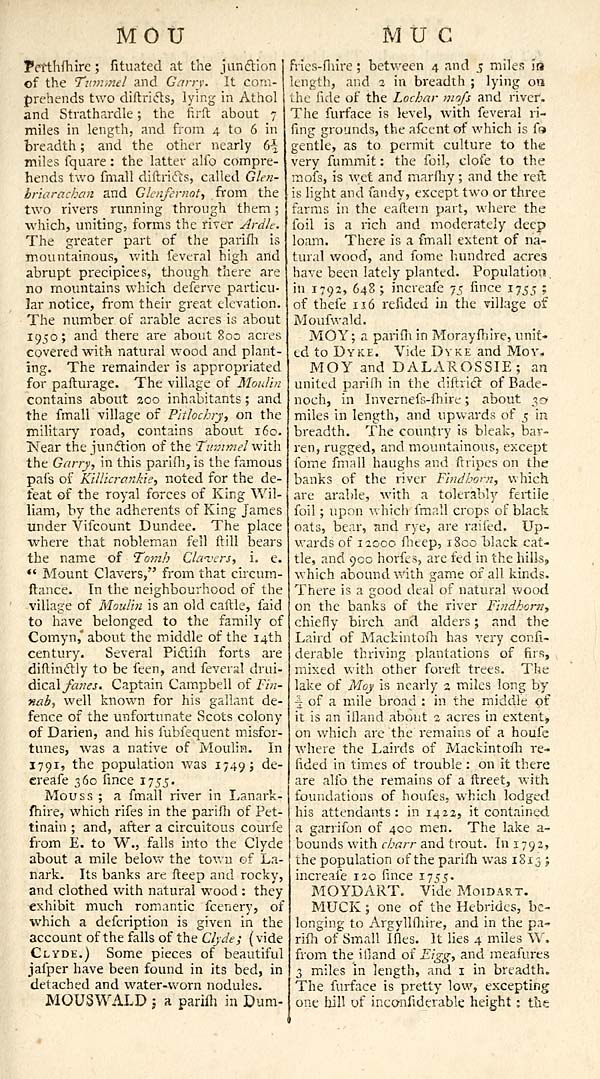 MOU
MUC
Perthſhire; ſituated at the junction
of the Tummel and Garry. It com-
prehends two diſtricts, lying in Athol
and Strathardle; the firſt about 7
miles in length, and from 4 to 6 in
breadth; and the other nearly 6½
miles ſquare: the latter alſo compre-
hends two ſmall diſtricts, called Glen-
briarachan and Glenfernot, from the
two rivers running through them;
which, uniting, forms the river Ardle.
The greater part of the pariſh is
mountainous, with ſeveral high and
abrupt precipices, though there are
no mountains which deſerve particu-
lar notice, from their great elevation.
The number of arable acres is about
1950; and there are about 800 acres
covered with natural wood and plant-
ing. The remainder is appropriated
for paſturage. The village of Moulin
contains about 200 inhabitants; and
the ſmall village of Pitlochry, on the
military road, contains about 160.
Near the junction of the Tummel with
the Garry, in this pariſh, is the famous
paſs of Killicrankie, noted for the de-
feat of the royal forces of King Wil-
liam, by the adherents of King James
under Viſcount Dundee. The place
where that nobleman fell ſtill bears
the name of Tomb Clavers, i. e.
“ Mount Clavers,” from that circum-
ſtance. In the neighbourhood of the
village of Moulin is an old caſtle, ſaid
to have belonged to the family of
Comyn, about the middle of the 14th
century. Several Pictiſh forts are
diſtinctly to be ſeen, and ſeveral drui-
dical fanes. Captain Campbell of Fin-
nab, well known for his gallant de-
fence of the unfortunate Scots colony
of Darien, and his ſubſequent misfor-
tunes, was a native of Moulin. In
1791, the population was 1749; de-
creaſe 360 ſince 1755.
Mouss; a ſmall river in Lanark-
ſhire, which riſes in the pariſh of Pet-
tinain; and, after a circuitous courſe
from E. to W., falls into the Clyde
about a mile below the town of La-
nark. Its banks are ſteep and rocky,
and clothed with natural wood: they
exhibit much romantic ſcenery, of
which a deſcription is given in the
account of the falls of the Clyde; (vide
CLYDE.) Some pieces of beautiful
jaſper have been found in its bed, in
detached and water-worn nodules.
MOUSWALD; a pariſh in Dum-
fries-ſhire; between 4 and 5 miles in
length, and 2 in breadth; lying on
the ſide of the Lochar moſs and river.
The ſurface is level, with ſeveral ri-
ſing grounds, the aſcent of which is ſo
gentle, as to permit culture to the
very ſummit: the ſoil, cloſe to the
moſs, is wet and marſhy; and the reſt
is light and ſandy, except two or three
farms in the eaſtern part, where the
ſoil is a rich and moderately deep
loam. There is a ſmall extent of na-
tural wood, and ſome hundred acres
have been lately planted. Population
in 1792, 648; increaſe 75 ſince 1755:
of theſe 116 reſided in the village of
Mouſwald.
MOY; a pariſh in Morayſhire, unit-
ed to DYKE. Vide DYKE and MOY.
MOY and DALAROSSIE; an
united pariſh in the diſtrict of Bade-
noch, in Inverneſs-ſhire; about 30
miles in length, and upwards of 5 in
breadth. The country is bleak, bar-
ren, rugged, and mountainous, except
ſome ſmall haughs and ſtripes on the
banks of the river Findhorn, which
are arable, with a tolerably fertile
ſoil; upon which ſmall crops of black
oats, bear, and rye, are raiſed. Up-
wards of 12000 ſheep, 1800 black cat-
tle, and 900 horſes, are fed in the hills,
which abound with game of all kinds.
There is a good deal of natural wood
on the banks of the river Findhorn,
chiefly birch and alders; and the
Laird of Mackintoſh has very conſi-
derable thriving plantations of firs,
mixed with other foreſt trees. The
lake of Moy is nearly 2 miles long by
¾ of a mile broad: in the middle of
it is an iſland about 2 acres in extent,
on which are the remains of a houſe
where the Lairds of Mackintoſh re-
ſided in times of trouble: on it there
are alſo the remains of a ſtreet, with
foundations of houſes, which lodged
his attendants: in 1422, it contained
a garriſon of 400 men. The lake a-
bounds with charr and trout. In 1792,
the population of the pariſh was 1813;
increaſe 120 ſince 1755.
MOYDART. Vide MOIDART.
MUCK; one of the Hebrides, be-
longing to Argyllſhire, and in the pa-
riſh of Small Iſles. It lies 4 miles W.
from the iſland of Eigg, and meaſures
3 miles in length, and 1 in breadth.
The ſurface is pretty low, excepting
one hill of inconſiderable height: the